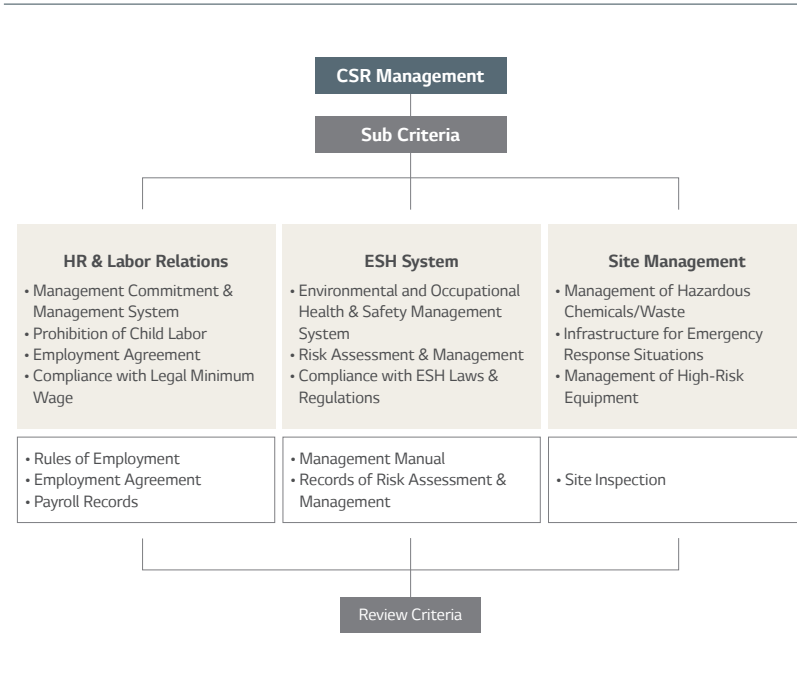 CSR Management
Sub Criteria
HR & Labor Relations
• Management Commitment &
Management System
• Prohibition of Child Labor
• Employment Agreement
• Compliance with Legal Minimum
Wage
ESH System
• Environmental and Occupational
Health & Safety Management
System
• Risk Assessment & Management
• Compliance with ESH Laws &
Regulations
Site Management
• Management of Hazardous
Chemicals/Waste
• Infrastructure for Emergency
Response Situations
• Management of High-Risk
Equipment
• Rules of Employment
• Employment Agreement
• Payroll Records
• Management Manual
• Records of Risk Assessment &
Management
• Site Inspection
Review Criteria